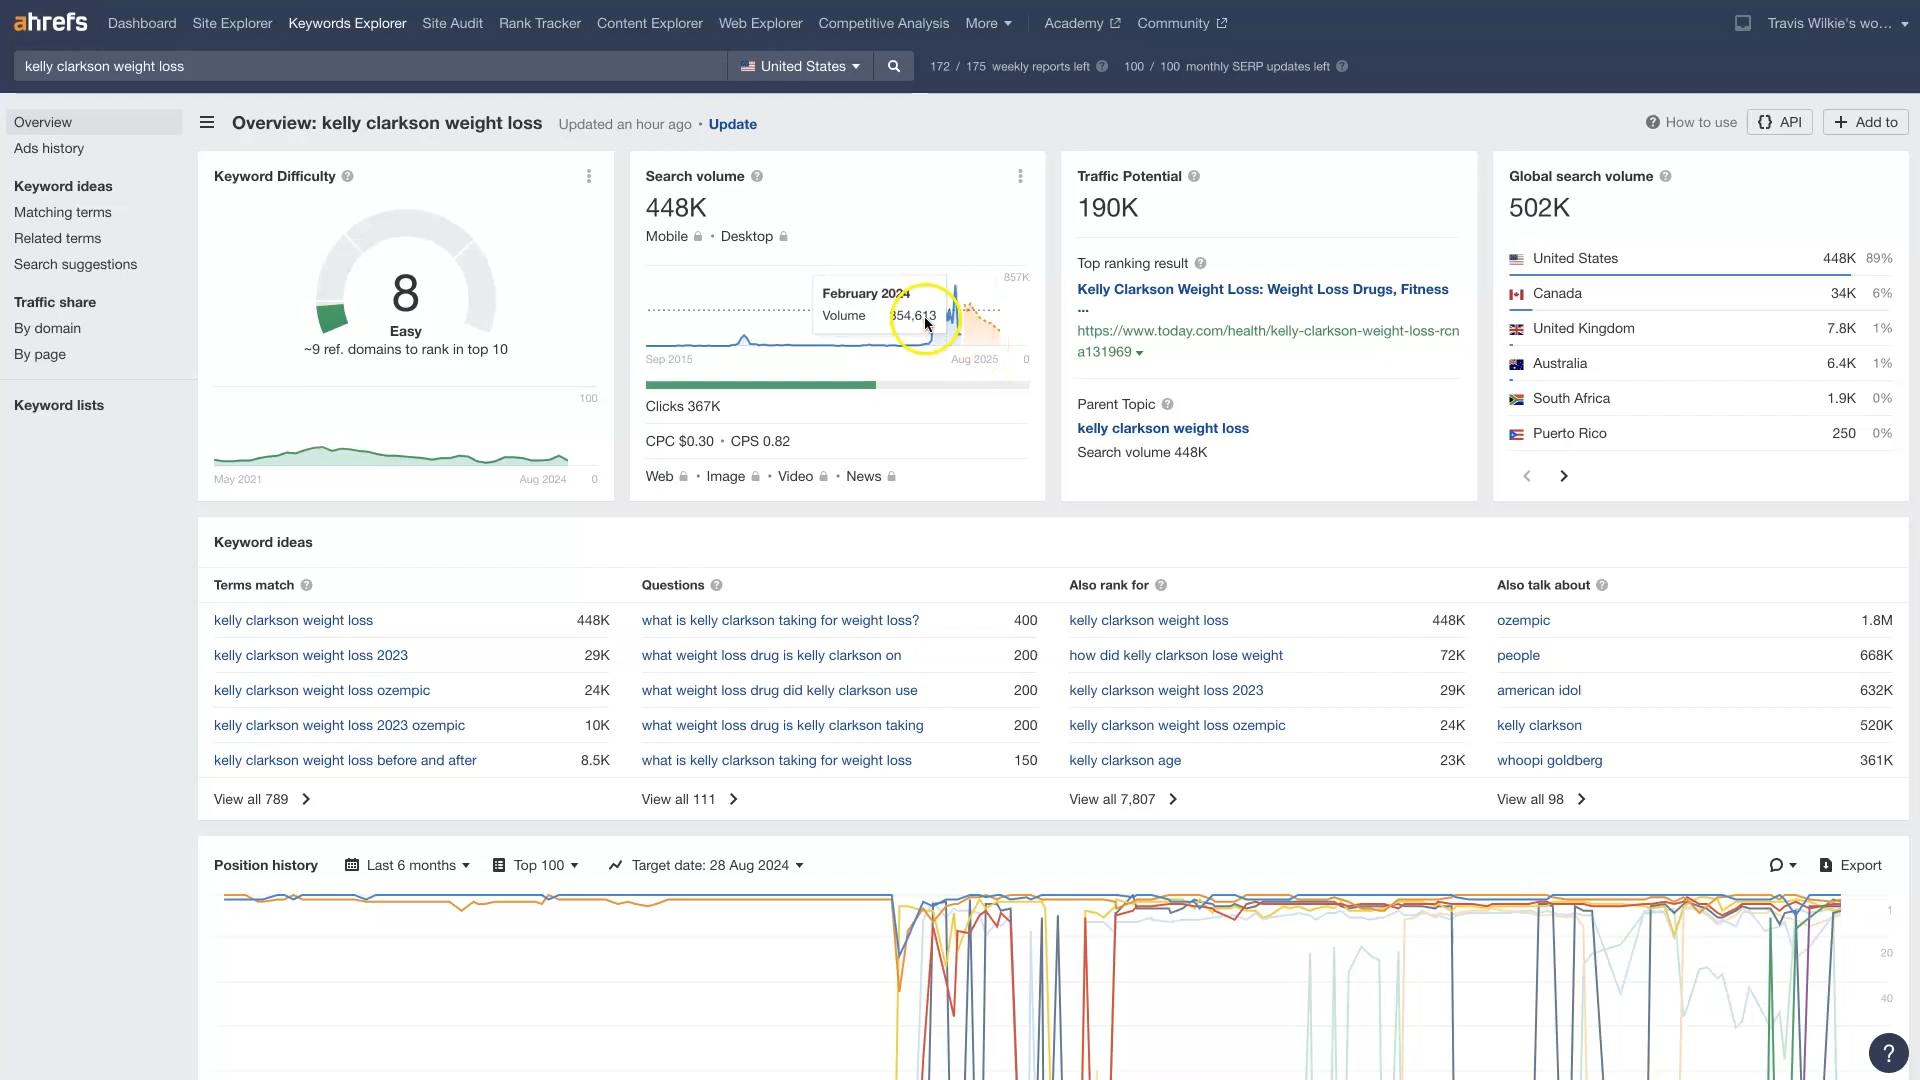 ahrefs Dashboard Site Explorer Keywords Explorer Site Audit Rank Tracker Content Explorer Web Explorer Competitive Analysis More Academy Community Travis Wilkie's wo...
kelly clarkson weight loss United States 172 / 175 weekly reports left 100 / 100 monthly SERP updates left
Overview
Ads history
Keyword ideas
Matching terms
Related terms
Search suggestions
Traffic share
By domain
By page
Keyword lists
Overview: kelly clarkson weight loss Updated an hour ago • Update
How to use {} API + Add to
Keyword Difficulty
8
Easy
~9 ref. domains to rank in top 10
100
May 2021 Aug 2024 0
Search volume
448K
Mobile • Desktop
857K
February 2024
Volume 354,613
Sep 2015 Aug 2025 0
Clicks 367K
CPC $0.30 • CPS 0.82
Web • Image • Video • News
Traffic Potential
190K
Top ranking result
Kelly Clarkson Weight Loss: Weight Loss Drugs, Fitness
...
https://www.today.com/health/kelly-clarkson-weight-loss-rcn
a131969
Parent Topic
kelly clarkson weight loss
Search volume 448K
Global search volume
502K
United States 448K 89%
Canada 34K 6%
United Kingdom 7.8K 1%
Australia 6.4K 1%
South Africa 1.9K 0%
Puerto Rico 250 0%
Keyword ideas
Terms match
kelly clarkson weight loss 448K
kelly clarkson weight loss 2023 29K
kelly clarkson weight loss ozempic 24K
kelly clarkson weight loss 2023 ozempic 10K
kelly clarkson weight loss before and after 8.5K
View all 789
Questions
what is kelly clarkson taking for weight loss? 400
what weight loss drug is kelly clarkson on 200
what weight loss drug did kelly clarkson use 200
what weight loss drug is kelly clarkson taking 200
what is kelly clarkson taking for weight loss 150
View all 111
Also rank for
kelly clarkson weight loss 448K
how did kelly clarkson lose weight 72K
kelly clarkson weight loss 2023 29K
kelly clarkson weight loss ozempic 24K
kelly clarkson age 23K
View all 7,807
Also talk about
ozempic 1.8M
people 668K
american idol 632K
kelly clarkson 520K
whoopi goldberg 361K
View all 98
Position history Last 6 months Top 100 Target date: 28 Aug 2024 Export
1
20
40
?